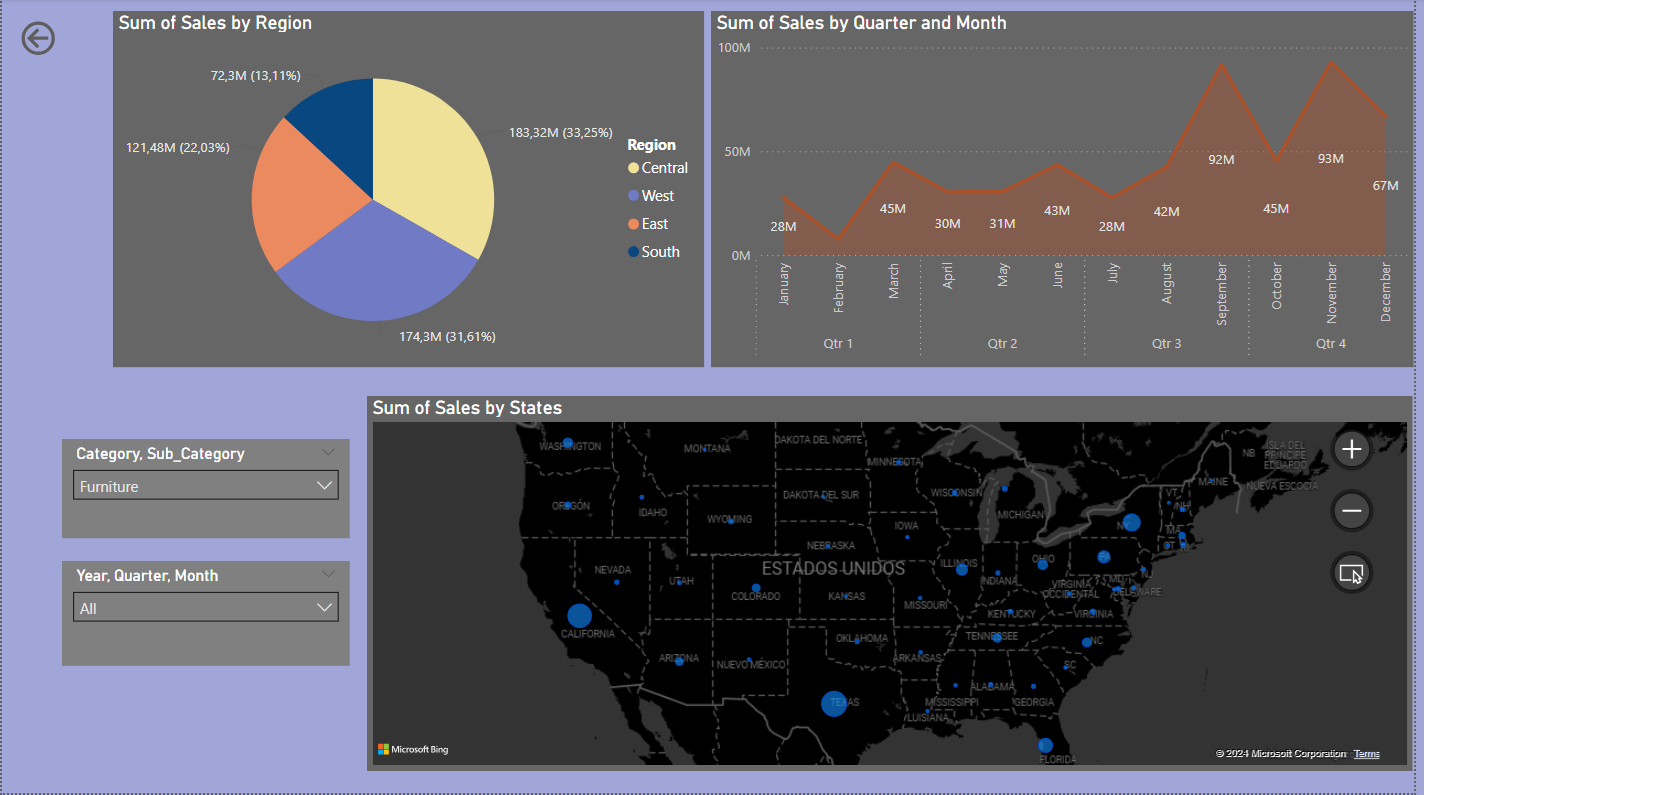 Sum of Sales by Region
72,3M (13,11%)
183,32M (33,25%)
121,48M (22,03%)
174,3M (31,61%)
Region
Central
West
East
South
Sum of Sales by Quarter and Month
100M
50M
0M
28M
45M
30M
31M
43M
28M
42M
92M
45M
93M
67M
January
February
March
April
May
June
July
August
September
October
November
December
Qtr 1
Qtr 2
Qtr 3
Qtr 4
Category, Sub_Category
Furniture
Year, Quarter, Month
All
Sum of Sales by States
WASHINGTON
MONTANA
DAKOTA DEL NORTE
MINNESOTA
NB
ISLA DEL
PRÍNCIPE
EDUARDO
MAINE
NUEVA ESCOCIA
OREGÓN
IDAHO
WYOMING
DAKOTA DEL SUR
WISCONSIN
MICHIGAN
VT
NH
NY
MA
CT
RI
IOWA
NEBRASKA
NEVADA
UTAH
COLORADO
ESTADOS UNIDOS
KANSAS
MISSOURI
ILLINOIS
INDIANA
OHIO
PA
NJ
MD
DELAWARE
VIRGINIA
OCCIDENTAL
VIRGINIA
KENTUCKY
CALIFORNIA
ARIZONA
NUEVO MÉXICO
OKLAHOMA
ARKANSAS
TENNESSEE
NC
SC
TEXAS
LUISIANA
MISSISSIPPI
ALABAMA
GEORGIA
FLORIDA
Microsoft Bing
© 2024 Microsoft Corporation
Terms